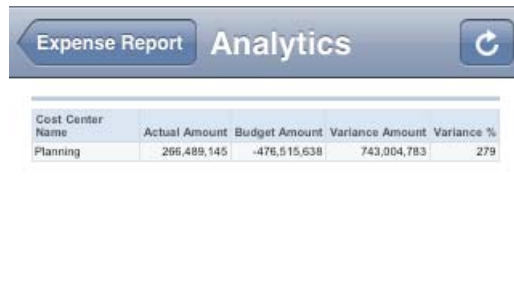 Expense Report Analytics
Cost Center
Name Actual Amount Budget Amount Variance Amount Variance %
Planning 266,489,145 -476,515,638 743,004,783 279